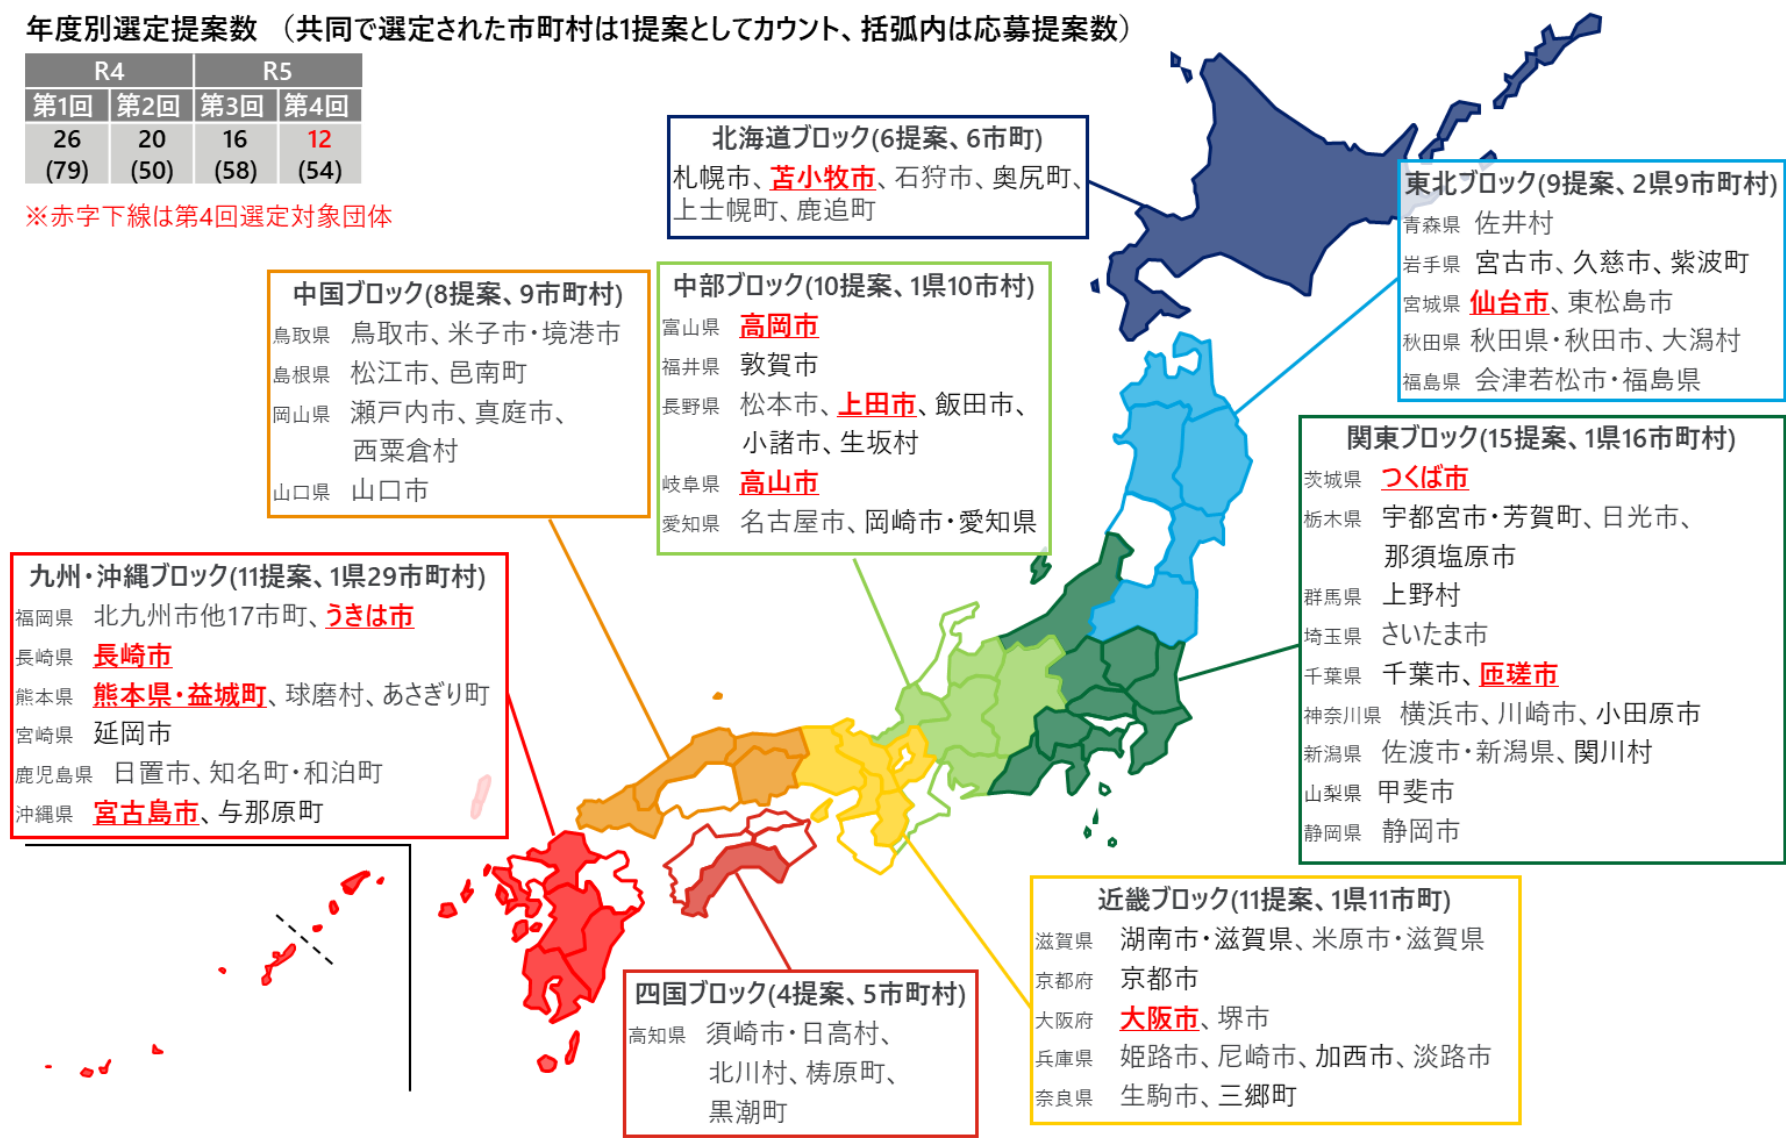 年度別選定提案数　（共同で選定された市町村は1提案としてカウント、括弧内は応募提案数）
R4 R5
第1回 第2回 第3回 第4回
26 20 16 12
(79) (50) (58) (54)
※赤字下線は第4回選定対象団体
北海道ブロック(6提案、6市町)
札幌市、苫小牧市、石狩市、奥尻町、
上士幌町、鹿追町
東北ブロック(9提案、2県9市町村)
青森県 佐井村
岩手県 宮古市、久慈市、紫波町
宮城県 仙台市、東松島市
秋田県 秋田県・秋田市、大潟村
福島県 会津若松市・福島県
中国ブロック(8提案、9市町村)
鳥取県 鳥取市、米子市・境港市
島根県 松江市、邑南町
岡山県 瀬戸内市、真庭市、
西粟倉村
山口県 山口市
中部ブロック(10提案、1県10市村)
富山県 高岡市
福井県 敦賀市
長野県 松本市、上田市、飯田市、
小諸市、生坂村
岐阜県 高山市
愛知県 名古屋市、岡崎市・愛知県
関東ブロック(15提案、1県16市町村)
茨城県 つくば市
栃木県 宇都宮市・芳賀町、日光市、
那須塩原市
群馬県 上野村
埼玉県 さいたま市
千葉県 千葉市、匝瑳市
神奈川県 横浜市、川崎市、小田原市
新潟県 佐渡市・新潟県、関川村
山梨県 甲斐市
静岡県 静岡市
九州・沖縄ブロック(11提案、1県29市町村)
福岡県 北九州市他17市町、うきは市
長崎県 長崎市
熊本県 熊本県・益城町、球磨村、あさぎり町
宮崎県 延岡市
鹿児島県 日置市、知名町・和泊町
沖縄県 宮古島市、与那原町
四国ブロック(4提案、5市町村)
高知県 須崎市・日高村、
北川村、梼原町、
黒潮町
近畿ブロック(11提案、1県11市町)
滋賀県 湖南市・滋賀県、米原市・滋賀県
京都府 京都市
大阪府 大阪市、堺市
兵庫県 姫路市、尼崎市、加西市、淡路市
奈良県 生駒市、三郷町